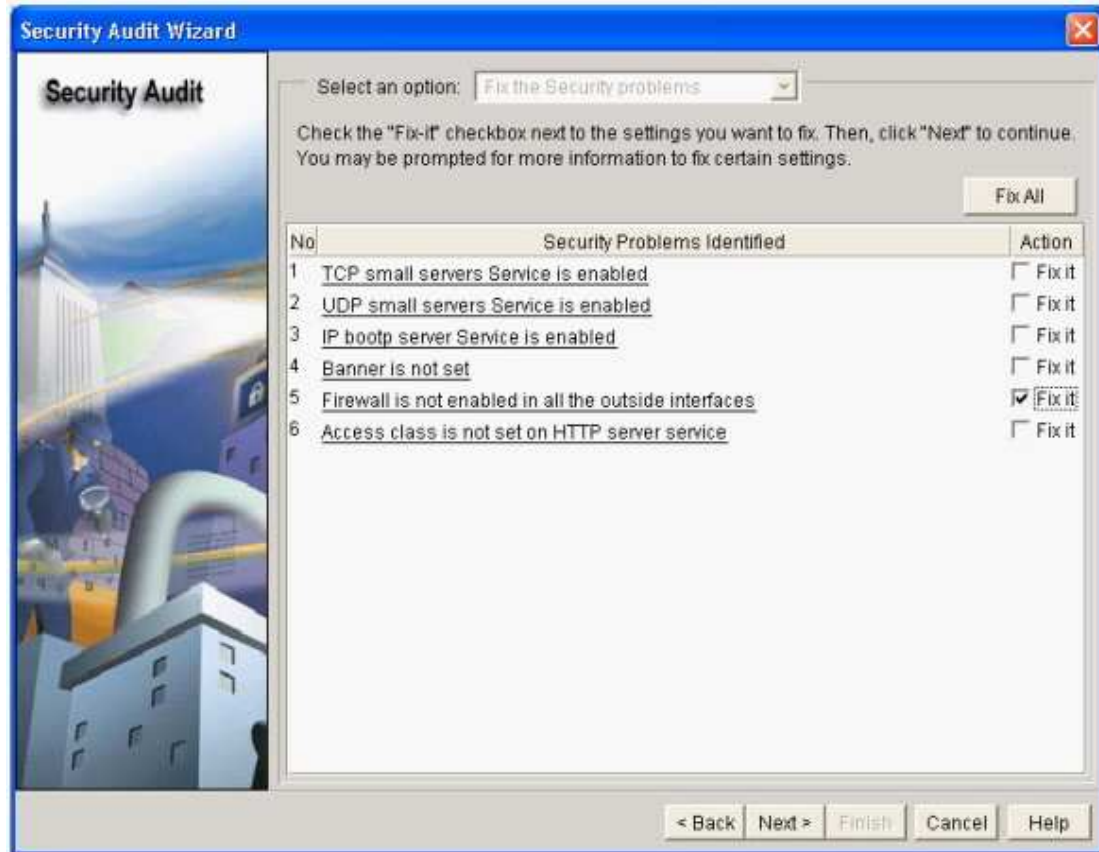 Security Audit Wizard
Security Audit
Select an option: Fix the Security problems
Check the "Fix-it" checkbox next to the settings you want to fix. Then, click "Next" to continue.
You may be prompted for more information to fix certain settings.
Fix All
No Security Problems Identified Action
1 TCP small servers Service is enabled Fix it
2 UDP small servers Service is enabled Fix it
3 IP bootp server Service is enabled Fix it
4 Banner is not set Fix it
5 Firewall is not enabled in all the outside interfaces Fix it
6 Access class is not set on HTTP server service Fix it
< Back Next > Finish Cancel Help